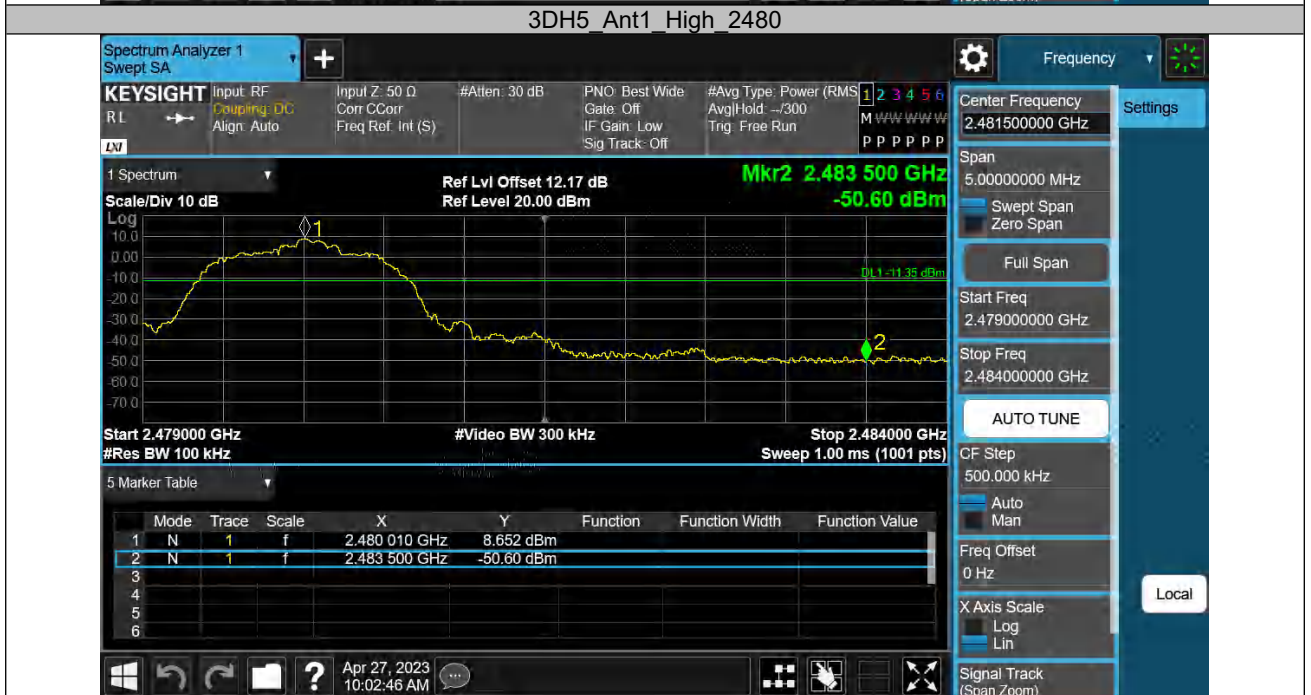 (Span Zoom)
3DH5_Ant1_High_2480
Spectrum Analyzer 1
Swept SA
+
Frequency
KEYSIGHT
RL
LXI
Input: RF
Coupling: DC
Align: Auto
Input Z: 50 Ω
Corr CCorr
Freq Ref: Int (S)
#Atten: 30 dB
PNO: Best Wide
Gate: Off
IF Gain: Low
Sig Track: Off
#Avg Type: Power (RMS
Avg|Hold: --/300
Trig: Free Run
1 2 3 4 5 6
M W W W W W
P P P P P P
1 Spectrum
Scale/Div 10 dB
Ref Lvl Offset 12.17 dB
Ref Level 20.00 dBm
Mkr2 2.483 500 GHz
-50.60 dBm
Log
10.0
0.00
-10.0
-20.0
-30.0
-40.0
-50.0
-60.0
-70.0
1
DL1 -11.35 dBm
2
Start 2.479000 GHz
#Video BW 300 kHz
Stop 2.484000 GHz
#Res BW 100 kHz
Sweep 1.00 ms (1001 pts)
5 Marker Table
Mode Trace Scale X Y Function Function Width Function Value
1 N 1 f 2.480 010 GHz 8.652 dBm
2 N 1 f 2.483 500 GHz -50.60 dBm
3
4
5
6
?
Apr 27, 2023
10:02:46 AM
Center Frequency
2.481500000 GHz
Settings
Span
5.00000000 MHz
Swept Span
Zero Span
Full Span
Start Freq
2.479000000 GHz
Stop Freq
2.484000000 GHz
AUTO TUNE
CF Step
500.000 kHz
Auto
Man
Freq Offset
0 Hz
X Axis Scale
Log
Lin
Local
Signal Track
(Span Zoom)